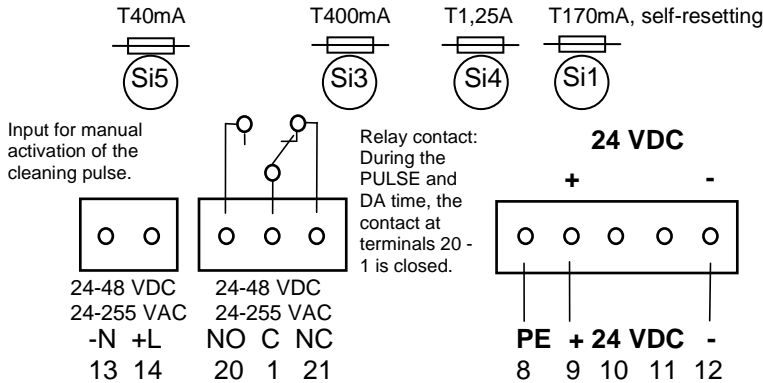 T40mA T400mA T1,25A T170mA, self-resetting
Si5 Si3 Si4 Si1
Input for manual
activation of the
cleaning pulse.
Relay contact:
During the
PULSE and
DA time, the
contact at
terminals 20 -
1 is closed.
24 VDC
+ -
24-48 VDC 24-48 VDC
24-255 VAC 24-255 VAC
-N +L NO C NC PE + 24 VDC -
13 14 20 1 21 8 9 10 11 12